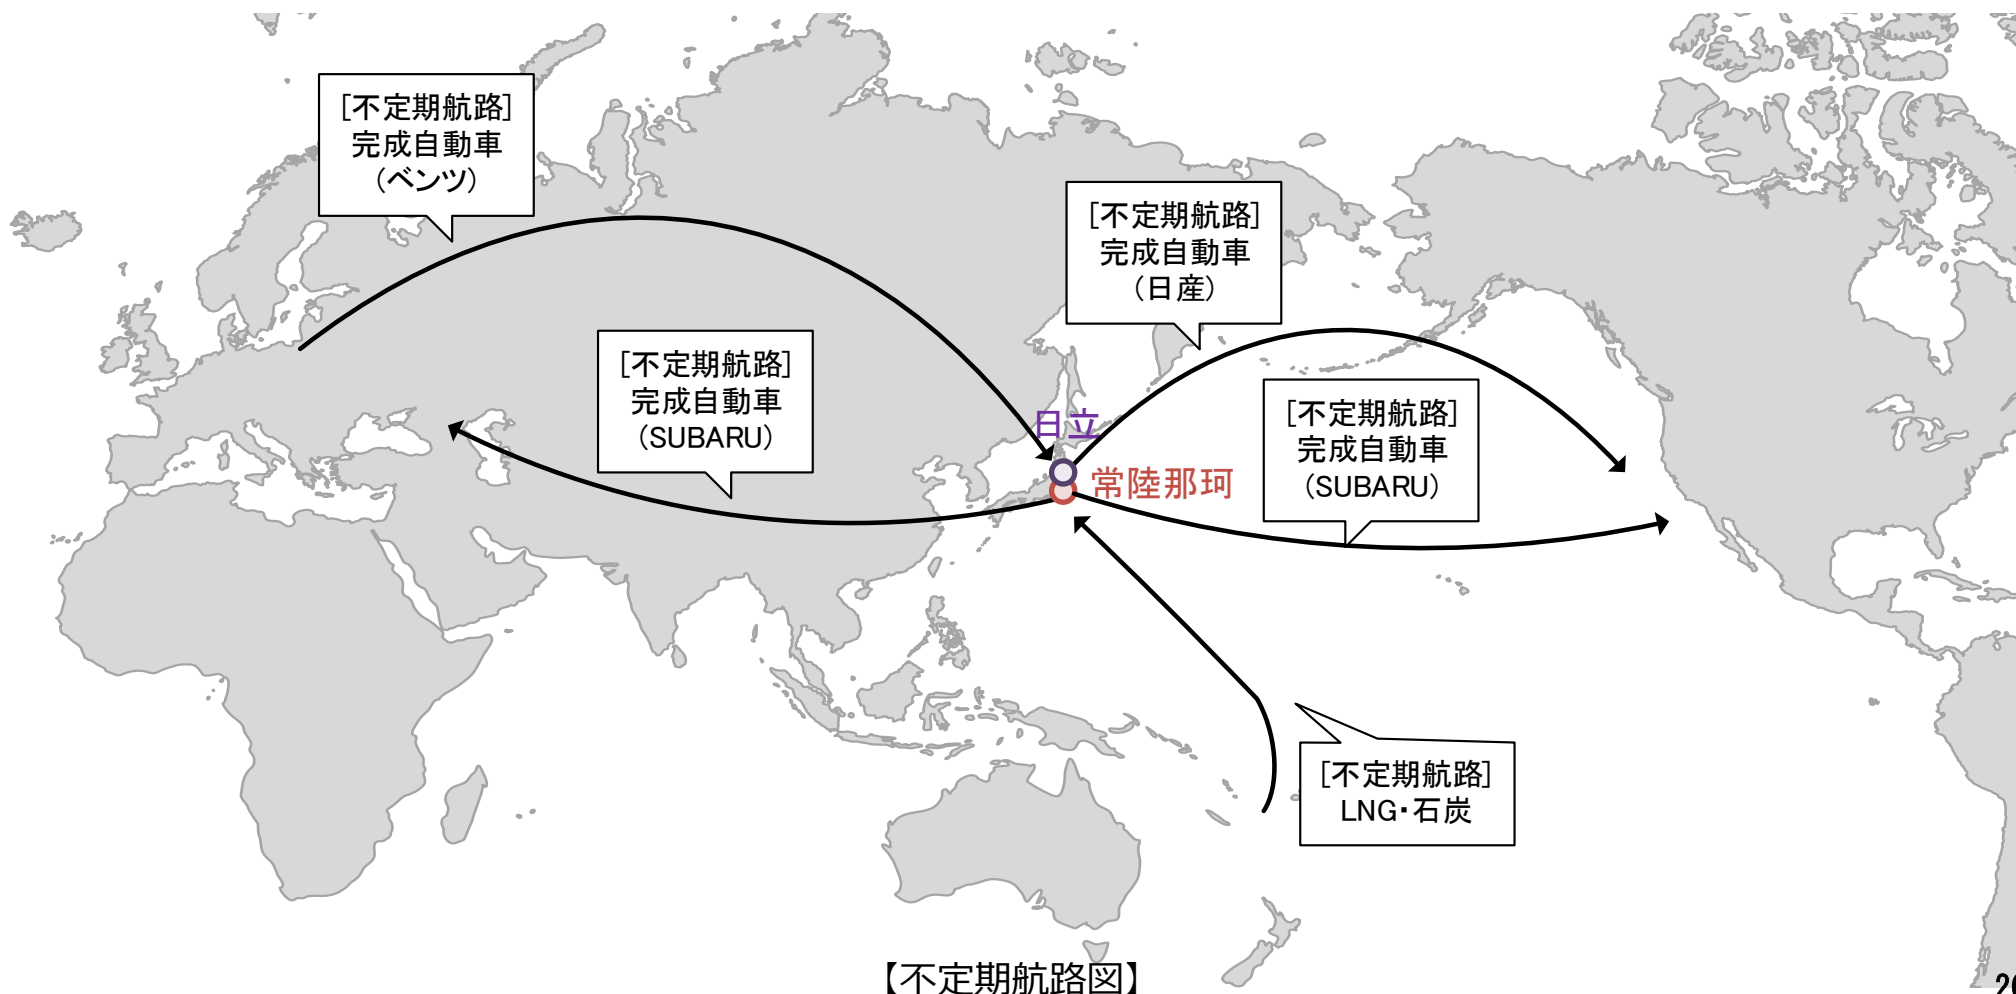 [不定期航路]
完成自動車
(ベンツ)
[不定期航路]
完成自動車
(日産)
[不定期航路]
完成自動車
(SUBARU)
[不定期航路]
完成自動車
(SUBARU)
日立
常陸那珂
[不定期航路]
LNG・石炭
【不定期航路図】